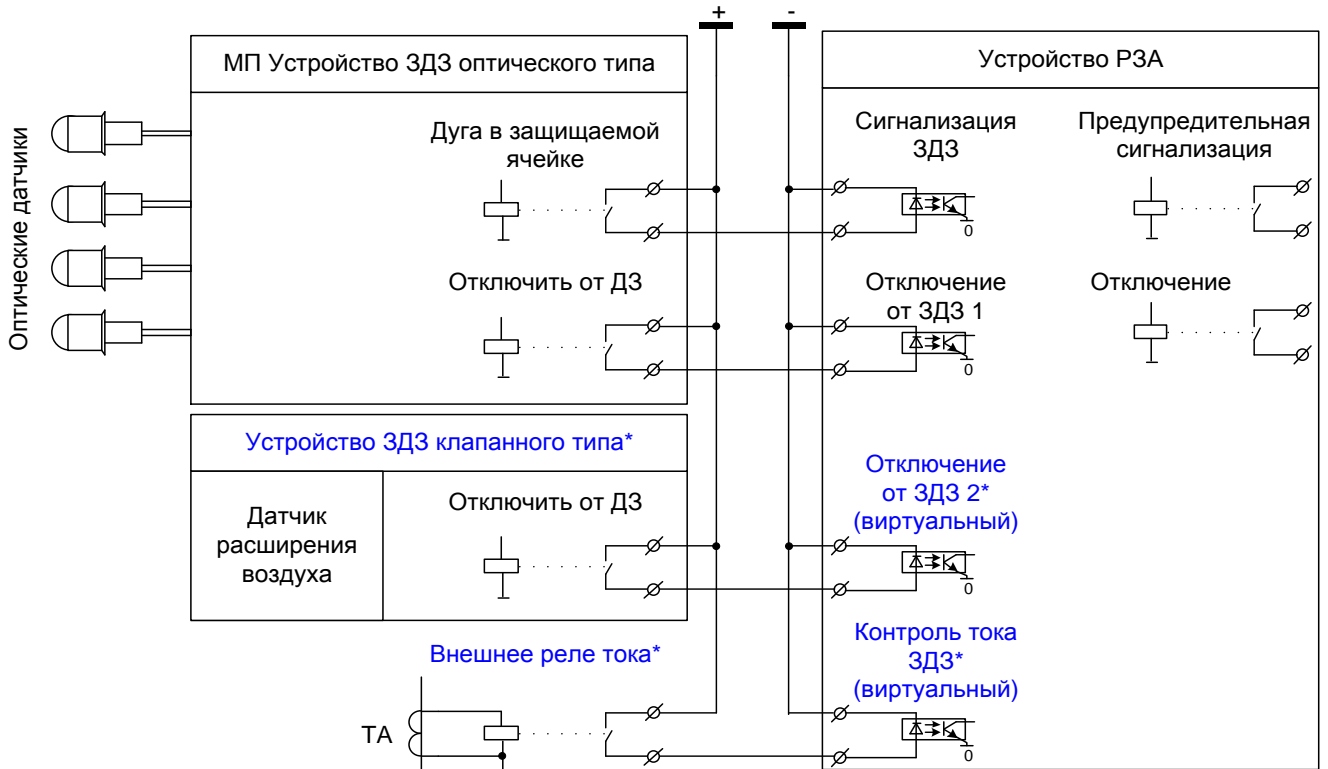 + -
МП Устройство ЗДЗ оптического типа
Устройство РЗА
Оптические датчики
Дуга в защищаемой
ячейке
Сигнализация
ЗДЗ
Предупредительная
сигнализация
0
Отключить от ДЗ
Отключение
от ЗДЗ 1
Отключение
0
Устройство ЗДЗ клапанного типа*
Датчик
расширения
воздуха
Отключить от ДЗ
Отключение
от ЗДЗ 2*
(виртуальный)
0
Внешнее реле тока*
Контроль тока
ЗДЗ*
(виртуальный)
TA
0